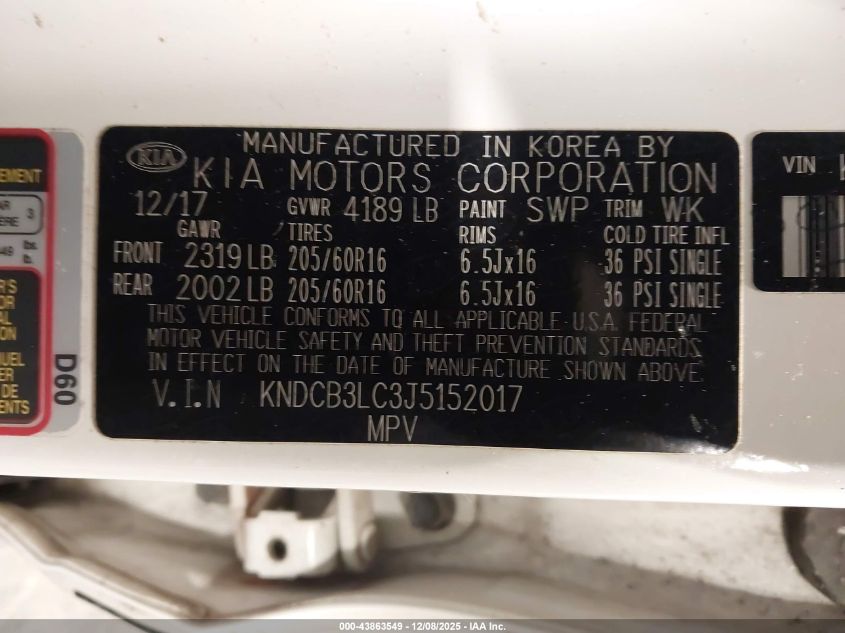 MANUFACTURED IN KOREA BY
KIA KIA MOTORS CORPORATION
12/17 GVWR 4189 LB PAINT SWP TRIM WK
GAWR TIRES RIMS COLD TIRE INFL
FRONT 2319 LB 205/60R16 6.5Jx16 36 PSI SINGLE
REAR 2002 LB 205/60R16 6.5Jx16 36 PSI SINGLE
THIS VEHICLE CONFORMS TO ALL APPLICABLE U.S.A. FEDERAL
MOTOR VEHICLE SAFETY AND THEFT PREVENTION STANDARDS
IN EFFECT ON THE DATE OF MANUFACTURE SHOWN ABOVE.
V.I.N KNDCB3LC3J5152017
MPV
D60
VIN K
000-43863549 - 12/08/2025 - IAA Inc.